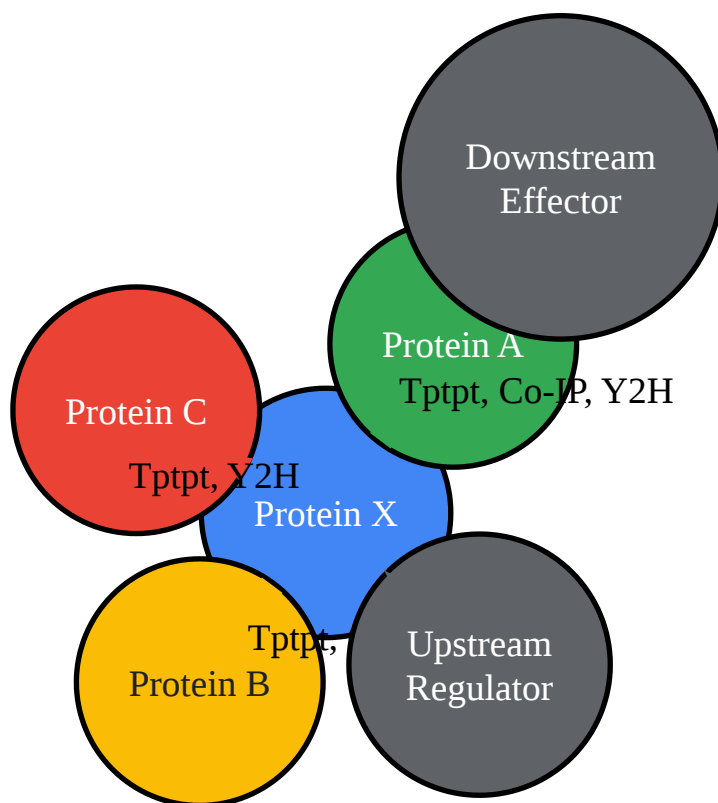 Downstream
Effector
Protein A
Tptpt, Co-IP, Y2H
Protein C
Tptpt, Y2H
Protein X
Tptpt,
Upstream
Regulator
Protein B